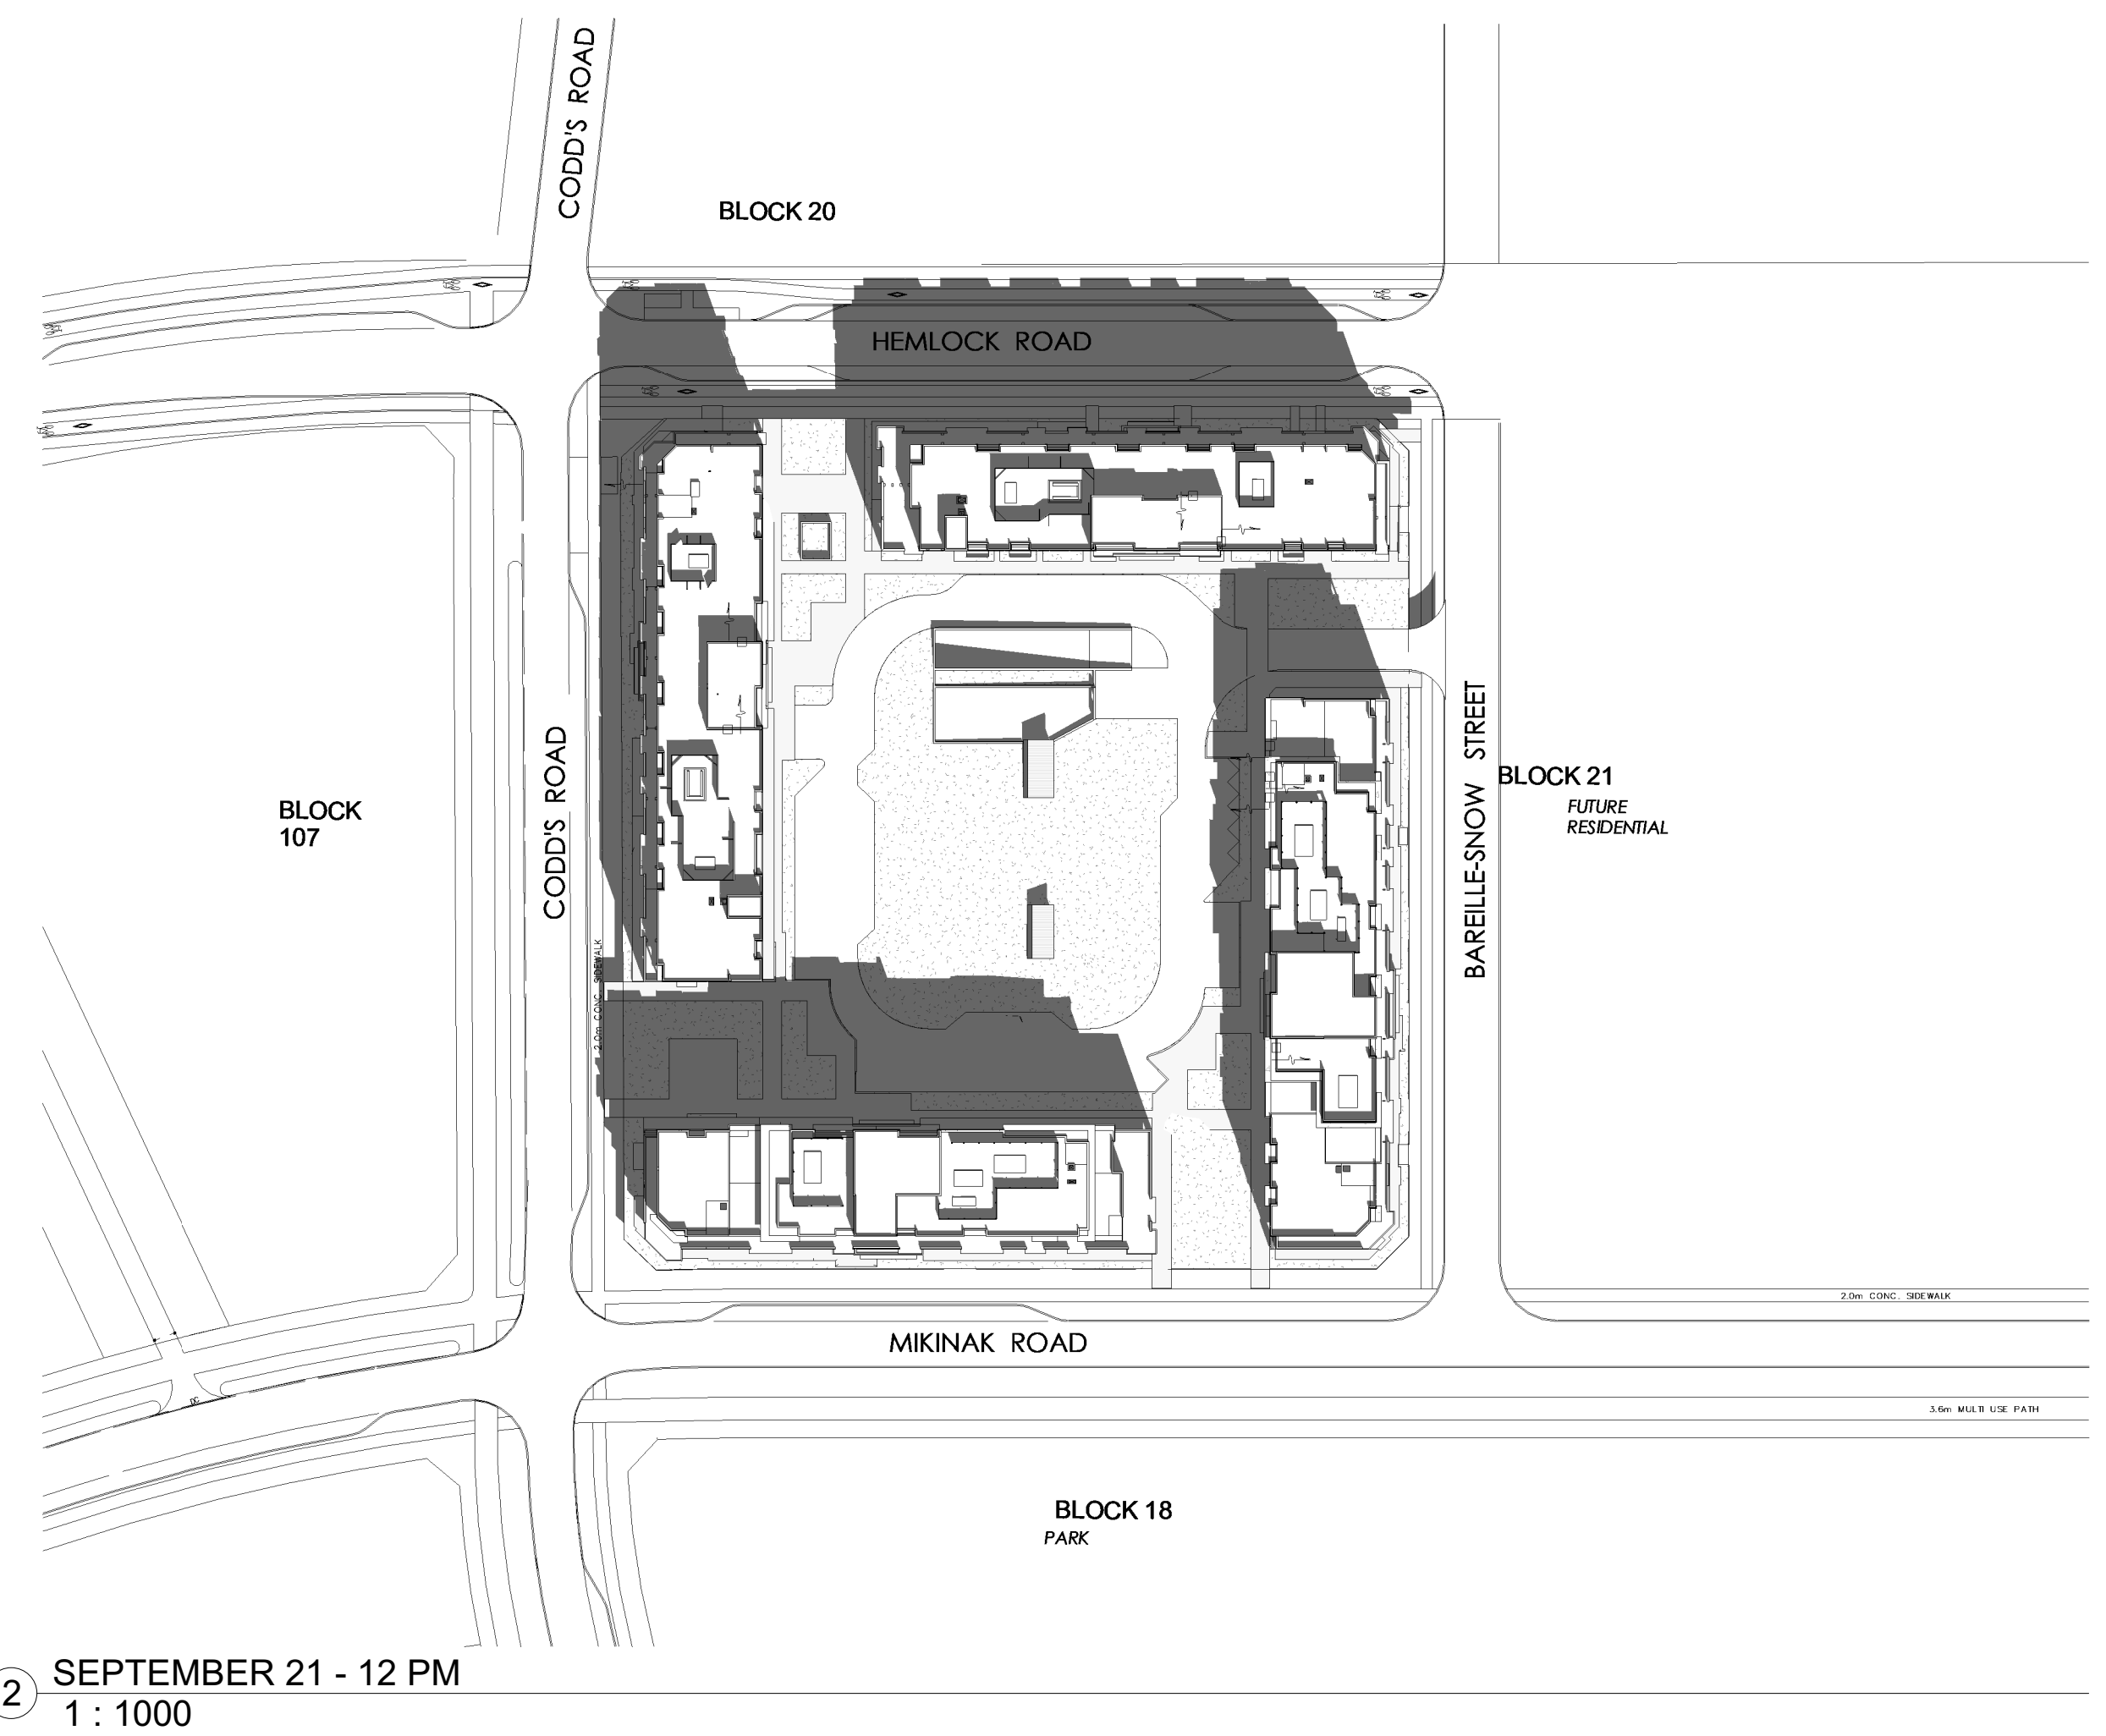 CODD'S ROAD
BLOCK 20
HEMLOCK ROAD
BLOCK
107
CODD'S ROAD
2.0m CONC. SIDEWALK
BAREILLE-SNOW STREET
BLOCK 21
FUTURE
RESIDENTIAL
2.0m CONC. SIDEWALK
MIKINAK ROAD
3.6m MULTI USE PATH
DC
BLOCK 18
PARK
2
SEPTEMBER 21 - 12 PM
1 : 1000